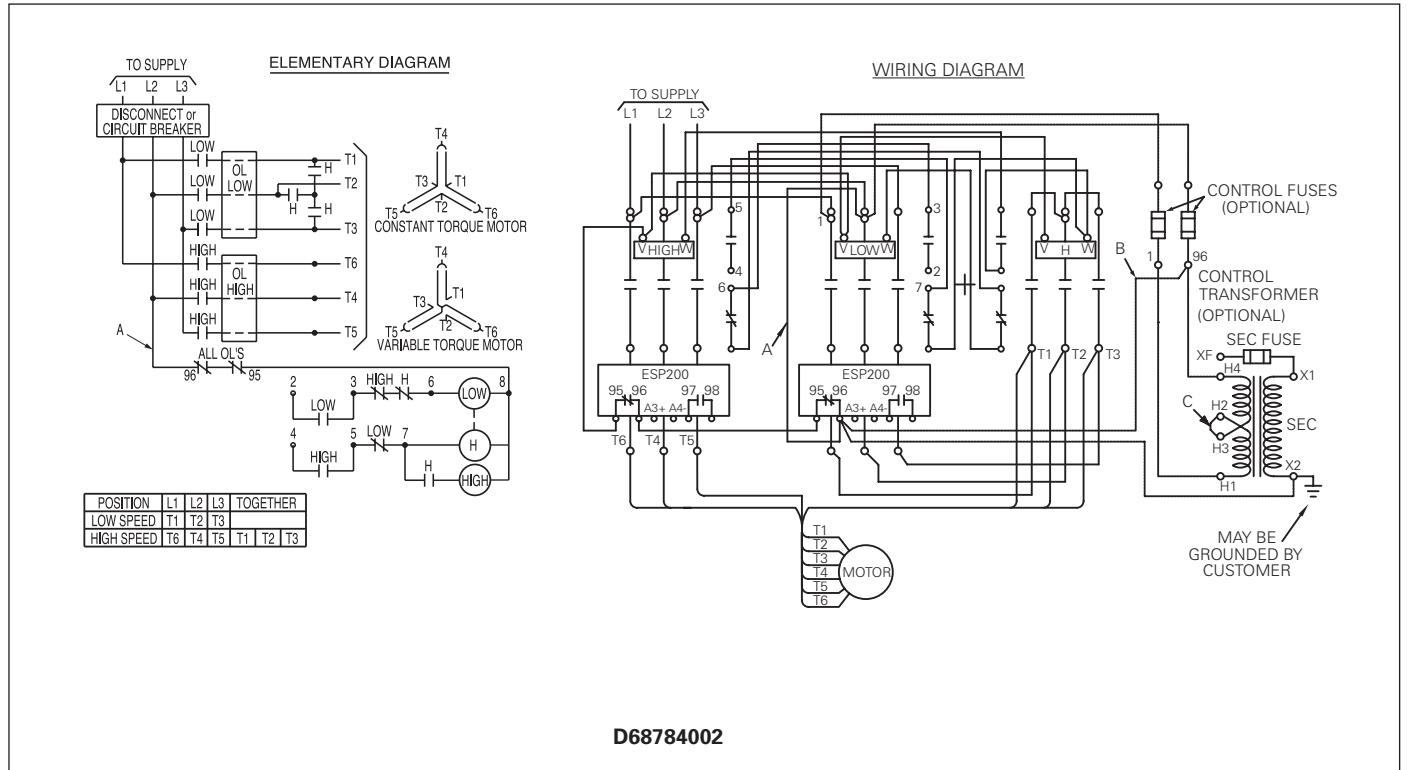 ELEMENTARY DIAGRAM
TO SUPPLY
L1 L2 L3
DISCONNECT or
CIRCUIT BREAKER
LOW
LOW
LOW
OL
LOW
H
H
H
T1
T2
T3
HIGH
HIGH
HIGH
OL
HIGH
T6
T4
T5
A
ALL OL'S
96 95
2 3 HIGH H 6 LOW 8
LOW
4 5 LOW 7 H
HIGH H HIGH
T4
T3 T1
T2
T5 T6
CONSTANT TORQUE MOTOR
T4
T3 T1
T2
T5 T6
VARIABLE TORQUE MOTOR
POSITION L1 L2 L3 TOGETHER
LOW SPEED T1 T2 T3
HIGH SPEED T6 T4 T5 T1 T2 T3
WIRING DIAGRAM
TO SUPPLY
L1 L2 L3
5 1 3
V HIGH W
V LOW W
V H W
4 2
6 7
A
T1 T2 T3
ESP200
95 96 97 98
A3+ A4-
ESP200
95 96 97 98
A3+ A4-
T6 T4 T5
T1
T2
T3
T4
T5
T6
MOTOR
CONTROL FUSES
(OPTIONAL)
1 96
B
CONTROL
TRANSFORMER
(OPTIONAL)
SEC FUSE
XF
H4 X1
C H2
H3
SEC
H1 X2
MAY BE
GROUNDED BY
CUSTOMER
D68784002